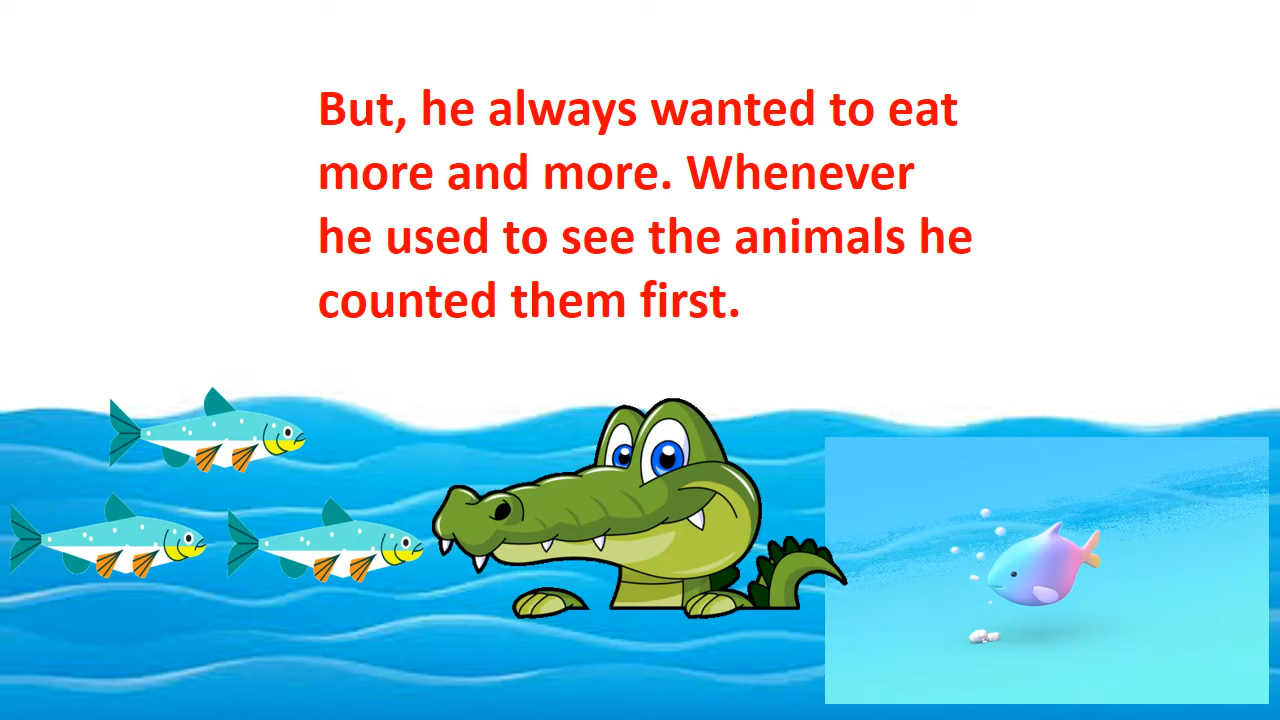 But, he always wanted to eat
more and more. Whenever
he used to see the animals he
counted them first.